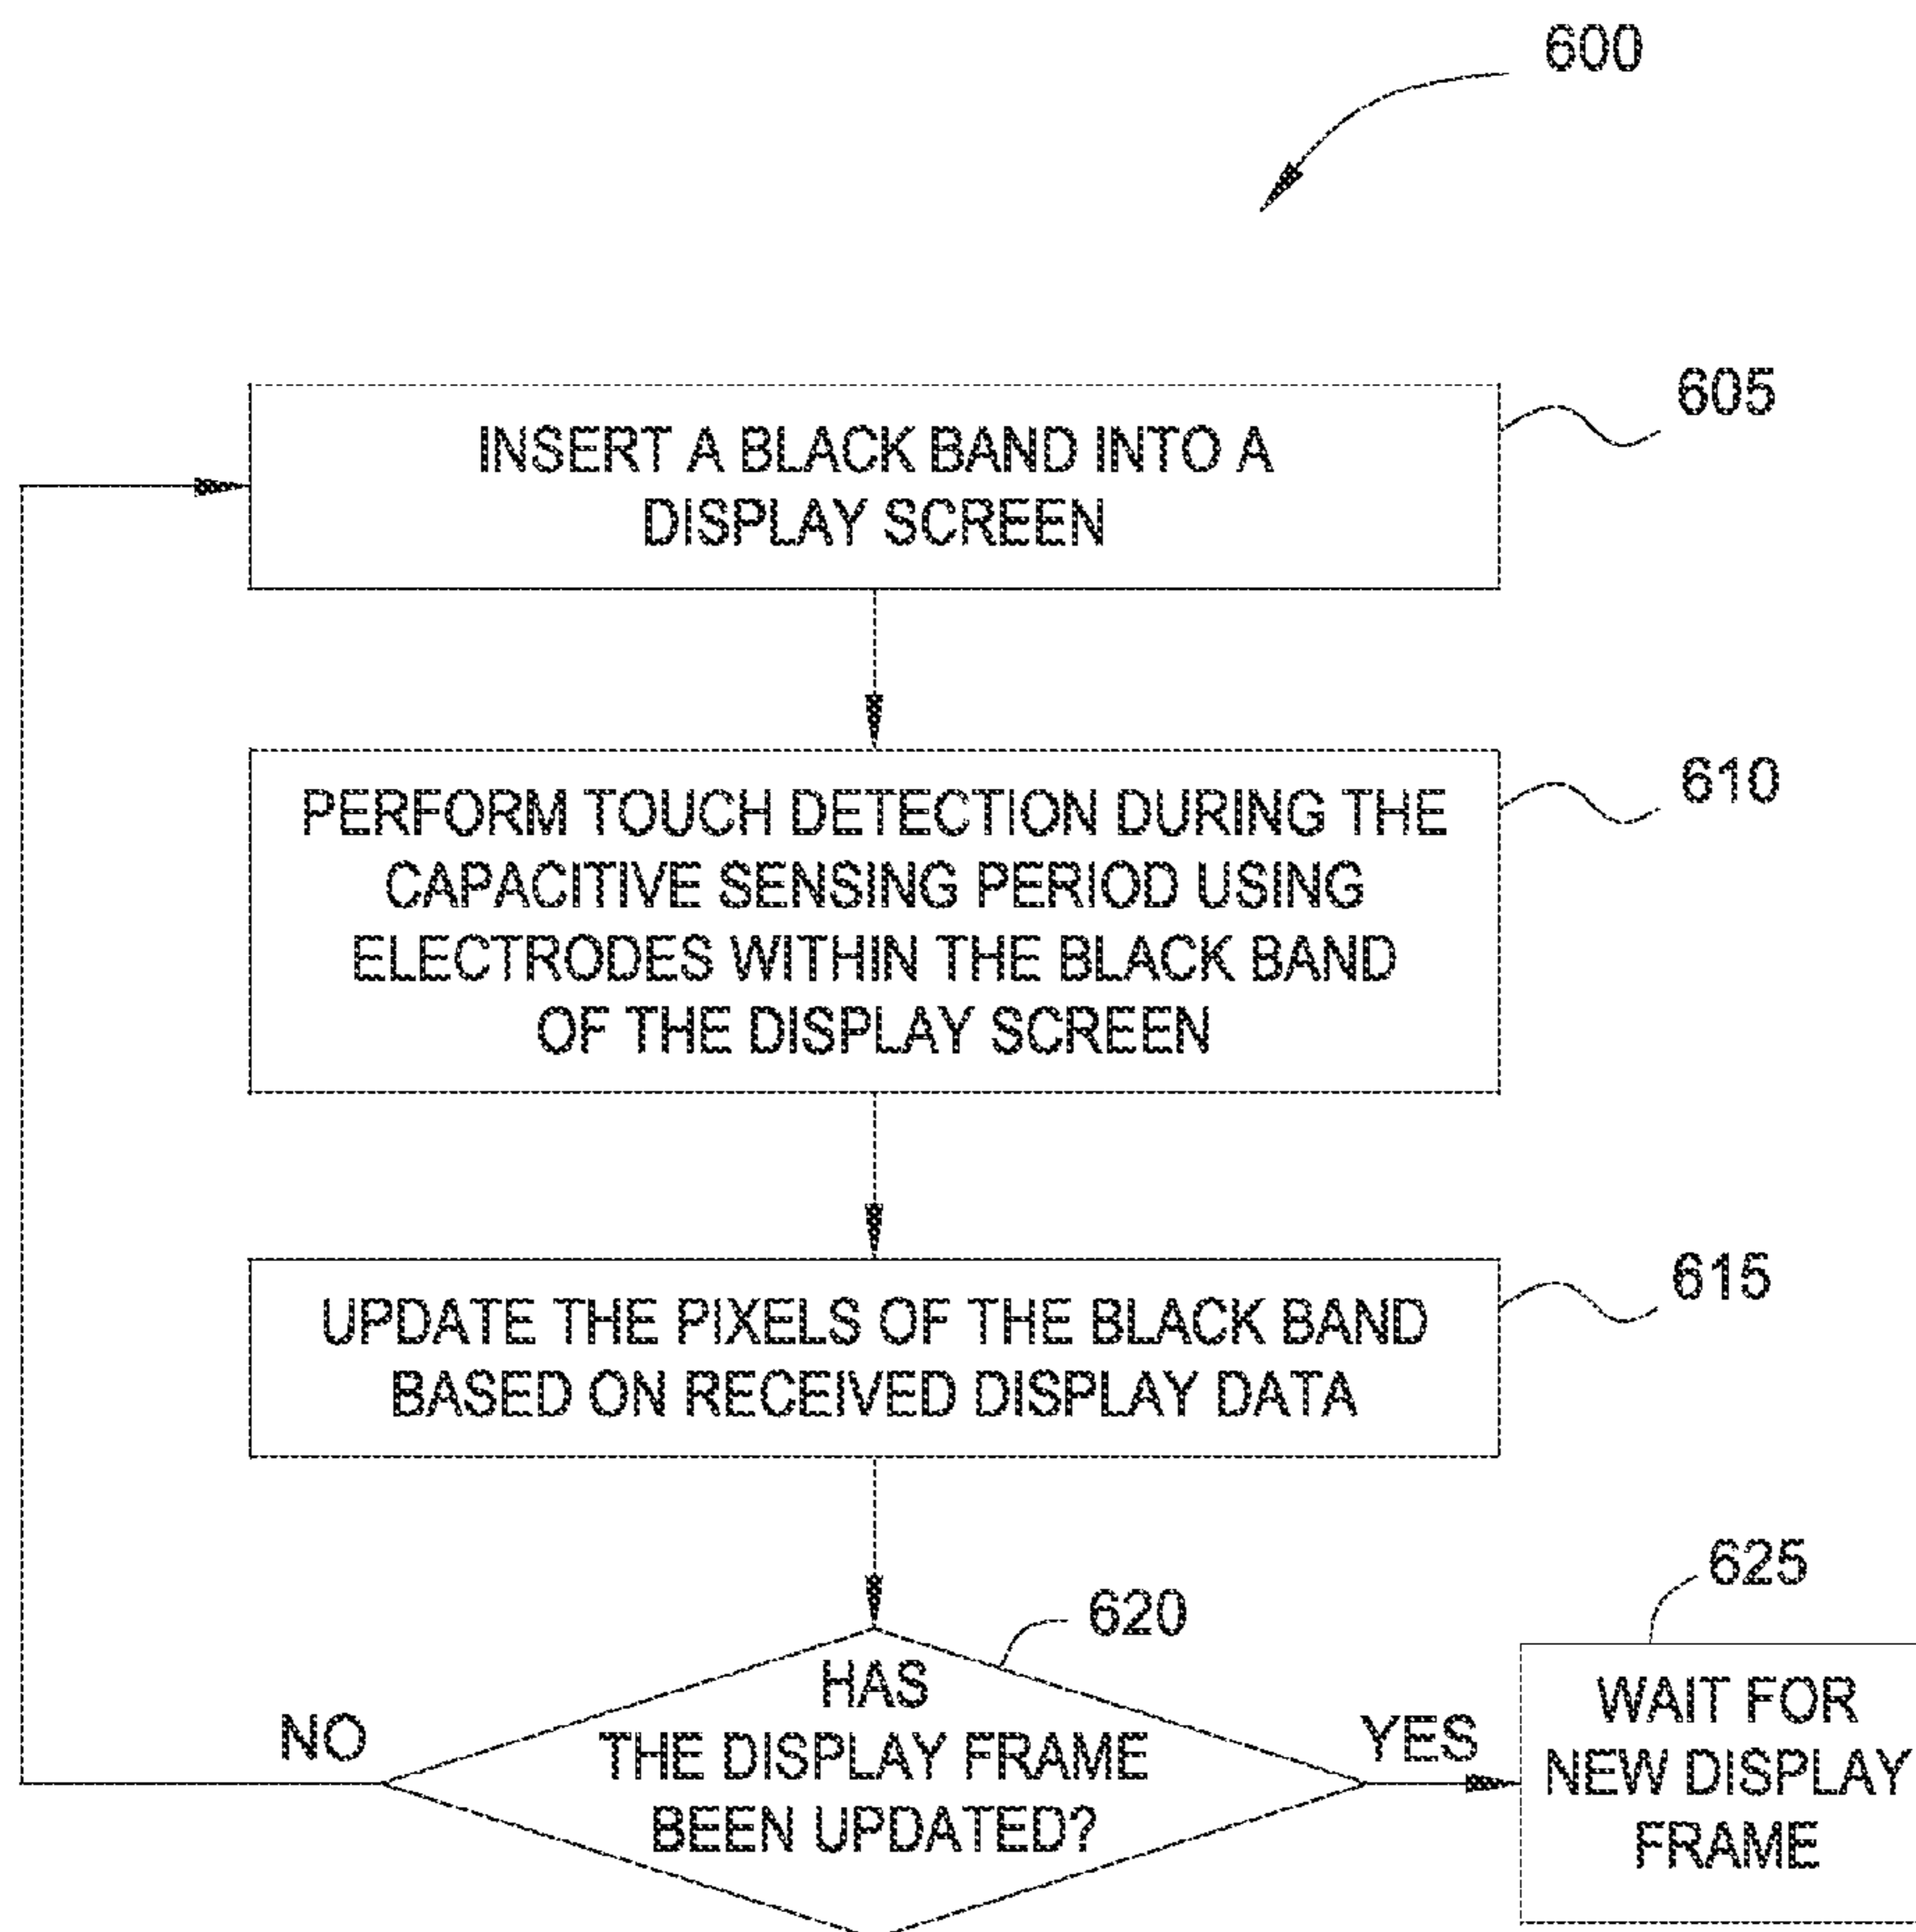 600
605
INSERT A BLACK BAND INTO A
DISPLAY SCREEN
610
PERFORM TOUCH DETECTION DURING THE
CAPACITIVE SENSING PERIOD USING
ELECTRODES WITHIN THE BLACK BAND
OF THE DISPLAY SCREEN
615
UPDATE THE PIXELS OF THE BLACK BAND
BASED ON RECEIVED DISPLAY DATA
620
HAS
THE DISPLAY FRAME
BEEN UPDATED?
NO
YES
625
WAIT FOR
NEW DISPLAY
FRAME